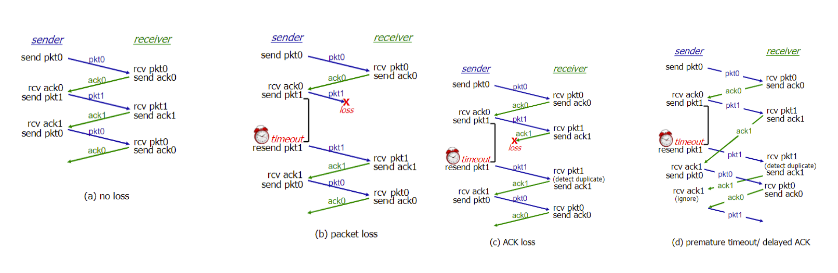 sender receiver
send pkt0
pkt0
rcv pkt0
send ack0
ack0
rcv ack0
send pkt1
pkt1
rcv pkt1
send ack1
ack1
rcv ack1
send pkt0
pkt0
rcv pkt0
send ack0
ack0
(a) no loss
sender receiver
send pkt0
pkt0
rcv pkt0
send ack0
ack0
rcv ack0
send pkt1
pkt1
X
loss
timeout
resend pkt1
pkt1
rcv pkt1
send ack1
ack1
rcv ack1
send pkt0
pkt0
rcv pkt0
send ack0
ack0
(b) packet loss
sender receiver
send pkt0
pkt0
rcv pkt0
send ack0
ack0
rcv ack0
send pkt1
pkt1
rcv pkt1
send ack1
ack1
X
loss
timeout
resend pkt1
pkt1
rcv pkt1
(detect duplicate)
send ack1
ack1
rcv ack1
send pkt0
pkt0
rcv pkt0
send ack0
ack0
(c) ACK loss
sender receiver
send pkt0
pkt0
rcv pkt0
send ack0
ack0
rcv ack0
send pkt1
pkt1
rcv pkt1
send ack1
ack1
timeout
resend pkt1
pkt1
rcv pkt1
(detect duplicate)
send ack1
rcv ack1
send pkt0
pkt0
ack1
rcv pkt0
send ack0
rcv ack1
(ignore)
ack0
pkt1
(d) premature timeout/ delayed ACK